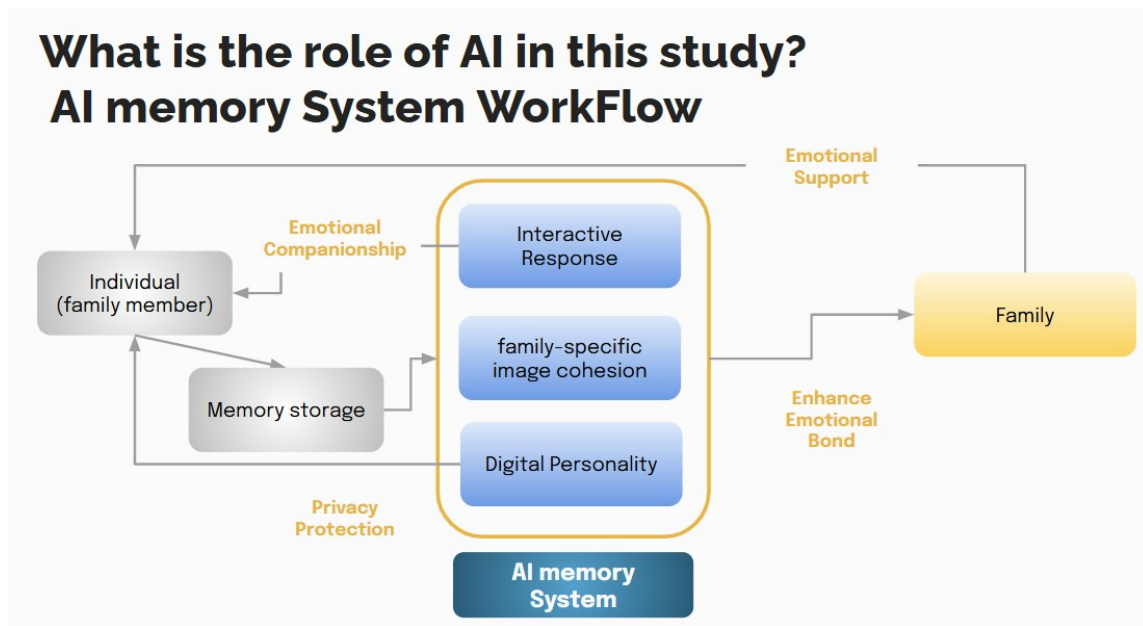 What is the role of AI in this study?
AI memory System WorkFlow
Emotional
Support
Emotional
Companionship
Interactive
Response
Individual
(family member)
Family
family-specific
image cohesion
Memory storage
Enhance
Emotional
Bond
Digital Personality
Privacy
Protection
AI memory
System